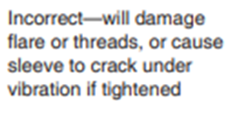 Incorrect—will damage
flare or threads, or cause
sleeve to crack under
vibration if tightened